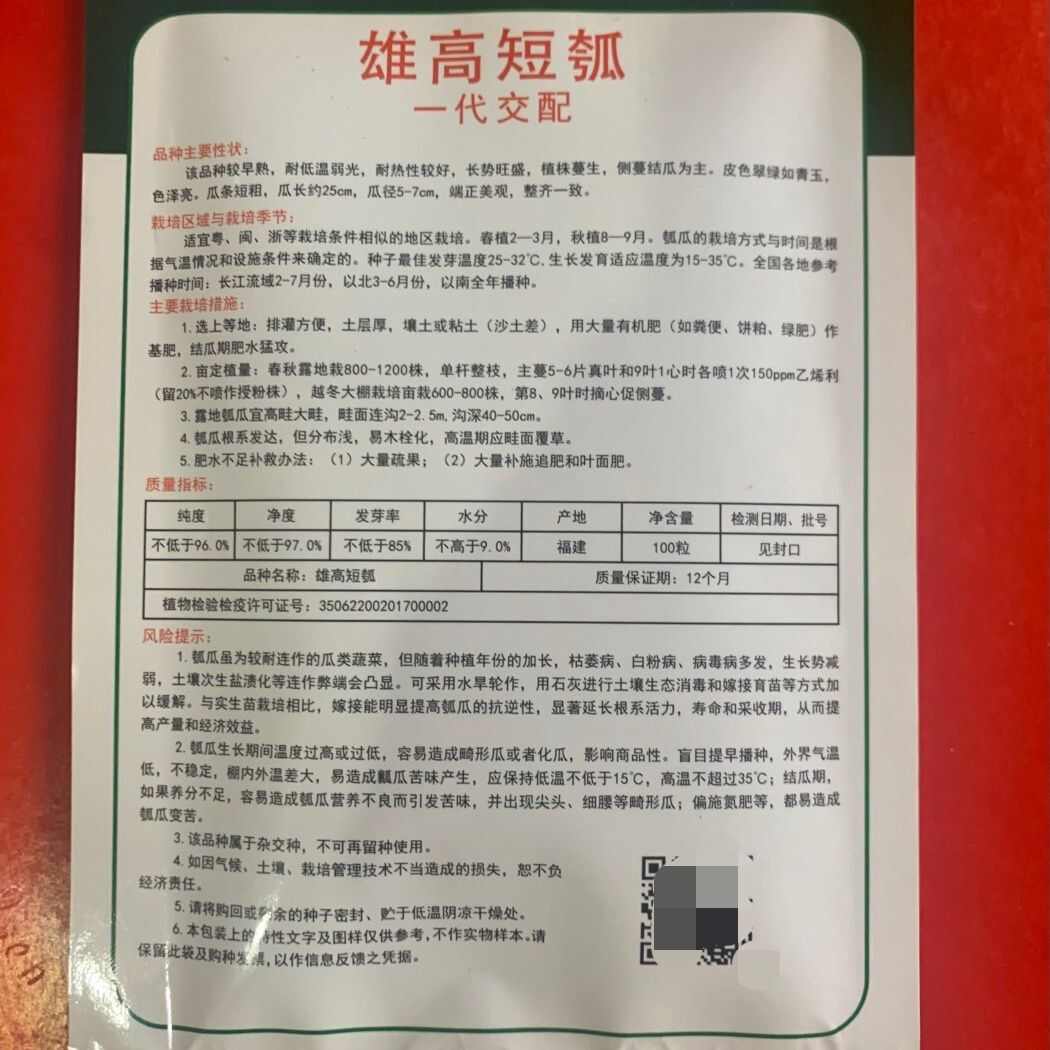 雄高短瓠
一代交配
品种主要性状：
该品种较早熟，耐低温弱光，耐热性较好，长势旺盛，植株蔓生，侧蔓结瓜为主。皮色翠绿如青玉，
色泽亮。瓜条短粗，瓜长约25cm，瓜径5-7cm，端正美观，整齐一致。
栽培区域与栽培季节：
适宜粤、闽、浙等栽培条件相似的地区栽培。春植2—3月，秋植8—9月。瓠瓜的栽培方式与时间是根
据气温情况和设施条件来确定的。种子最佳发芽温度25-32℃.生长发育适应温度为15-35℃。全国各地参考
播种时间：长江流域2-7月份，以北3-6月份，以南全年播种。
主要栽培措施：
1.选上等地：排灌方便，土层厚，壤土或粘土（沙土差），用大量有机肥（如粪便、饼粕、绿肥）作
基肥，结瓜期肥水猛攻。
2.亩定植量：春秋露地栽800-1200株，单杆整枝，主蔓5-6片真叶和9叶1心时各喷1次150ppm乙烯利
（留20%不喷作授粉株），越冬大棚栽培亩栽600-800株，第8、9叶时摘心促侧蔓。
3.露地瓠瓜宜高畦大畦，畦面连沟2-2.5m,沟深40-50cm。
4.瓠瓜根系发达，但分布浅，易木栓化，高温期应畦面覆草。
5.肥水不足补救办法：（1）大量疏果；（2）大量补施追肥和叶面肥。
质量指标：
纯度 净度 发芽率 水分 产地 净含量 检测日期、批号
不低于96.0% 不低于97.0% 不低于85% 不高于9.0% 福建 100粒 见封口
品种名称：雄高短瓠 质量保证期：12个月
植物检验检疫许可证号：35062200201700002
风险提示：
1.瓠瓜虽为较耐连作的瓜类蔬菜，但随着种植年份的加长，枯萎病、白粉病、病毒病多发，生长势减
弱，土壤次生盐渍化等连作弊端会凸显。可采用水旱轮作，用石灰进行土壤生态消毒和嫁接育苗等方式加
以缓解。与实生苗栽培相比，嫁接能明显提高瓠瓜的抗逆性，显著延长根系活力，寿命和采收期，从而提
高产量和经济效益。
2.瓠瓜生长期间温度过高或过低，容易造成畸形瓜或者化瓜，影响商品性。盲目提早播种，外界气温
低，不稳定，棚内外温差大，易造成瓤瓜苦味产生，应保持低温不低于15℃，高温不超过35℃；结瓜期，
如果养分不足，容易造成瓠瓜营养不良而引发苦味，并出现尖头、细腰等畸形瓜；偏施氮肥等，都易造成
瓠瓜变苦。
3.该品种属于杂交种，不可再留种使用。
4.如因气候、土壤、栽培管理技术不当造成的损失，恕不负
经济责任。
5.请将购回或剩余的种子密封、贮于低温阴凉干燥处。
6.本包装上的特性文字及图样仅供参考,不作实物样本.请
保留此袋及购种发票,以作信息反馈之凭据。